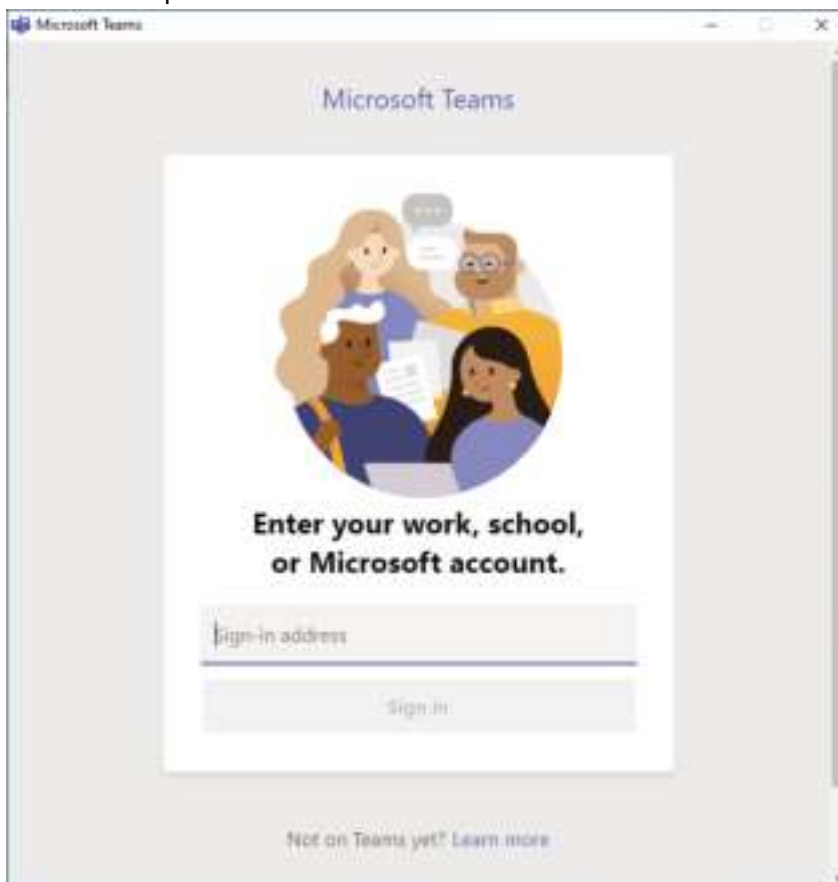 Microsoft Teams
Microsoft Teams
Enter your work, school,
or Microsoft account.
Sign-in address
Sign in
Not on Teams yet? Learn more